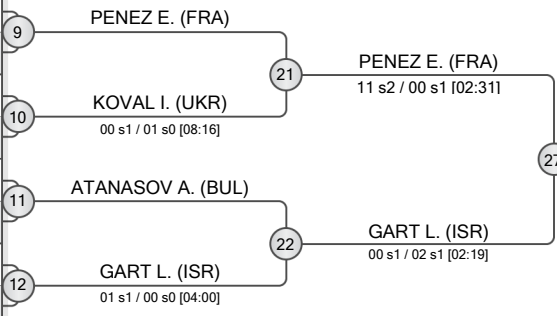 PENEZ E. (FRA)
9
21
PENEZ E. (FRA)
11 s2 / 00 s1 [02:31]
KOVAL I. (UKR)
10
00 s1 / 01 s0 [08:16]
27
ATANASOV A. (BUL)
11
22
GART L. (ISR)
00 s1 / 02 s1 [02:19]
GART L. (ISR)
12
01 s1 / 00 s0 [04:00]